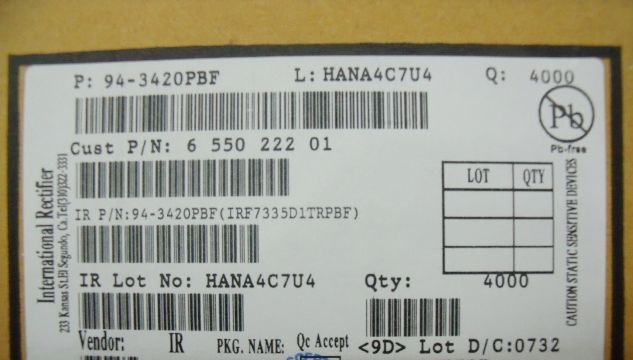 P: 94-3420PBF L: HANA4C7U4 Q: 4000
Pb
Pb-free
Cust P/N: 6 550 222 01
LOT QTY
IR P/N:94-3420PBF(IRF7335D1TRPBF)
IR Lot No: HANA4C7U4 Qty: 4000
Vendor: IR PKG. NAME: Qc Accept <9D> Lot D/C:0732
International Rectifier
233 Kansas St.El Segundo, Ca.Tel(310)322-3331
CAUTION STATIC SENSITIVE DEVICES